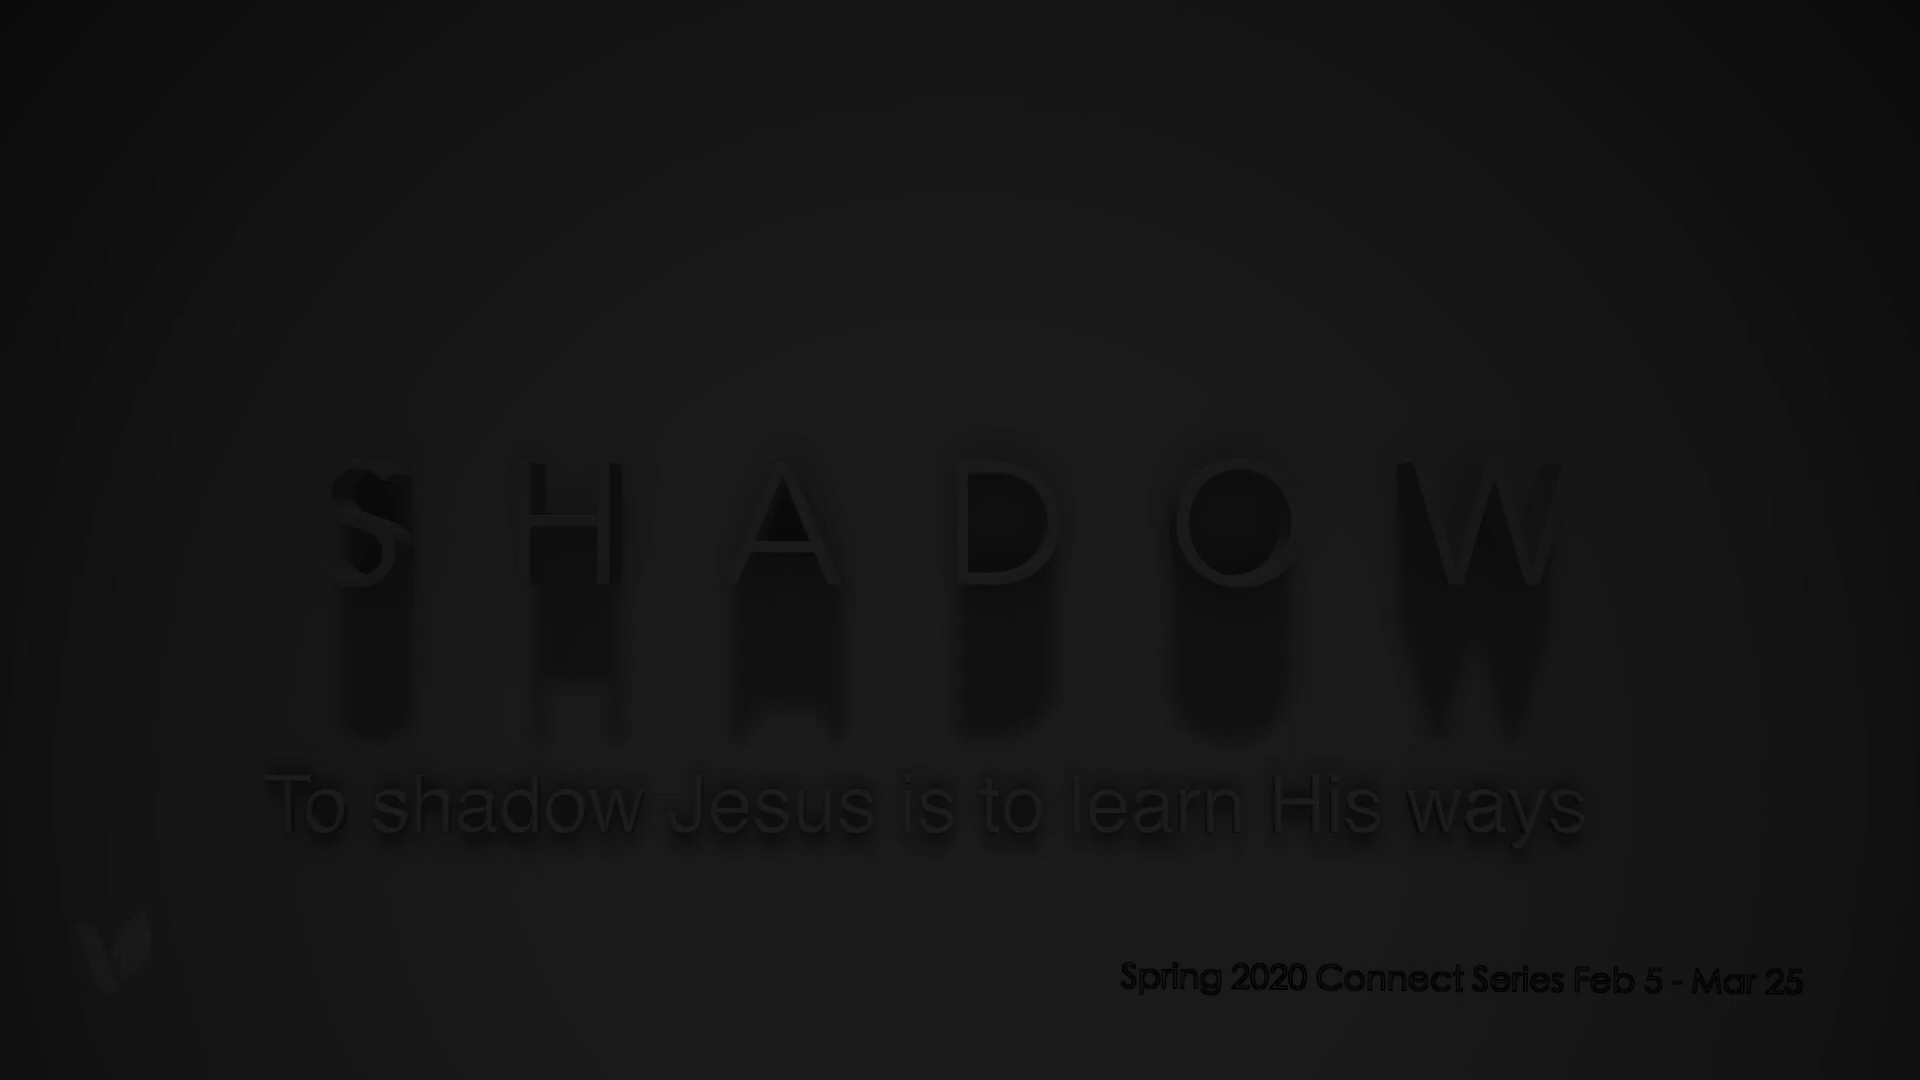 SHADOW
To shadow Jesus is to learn His ways
Spring 2020 Connect Series Feb 5 - Mar 25